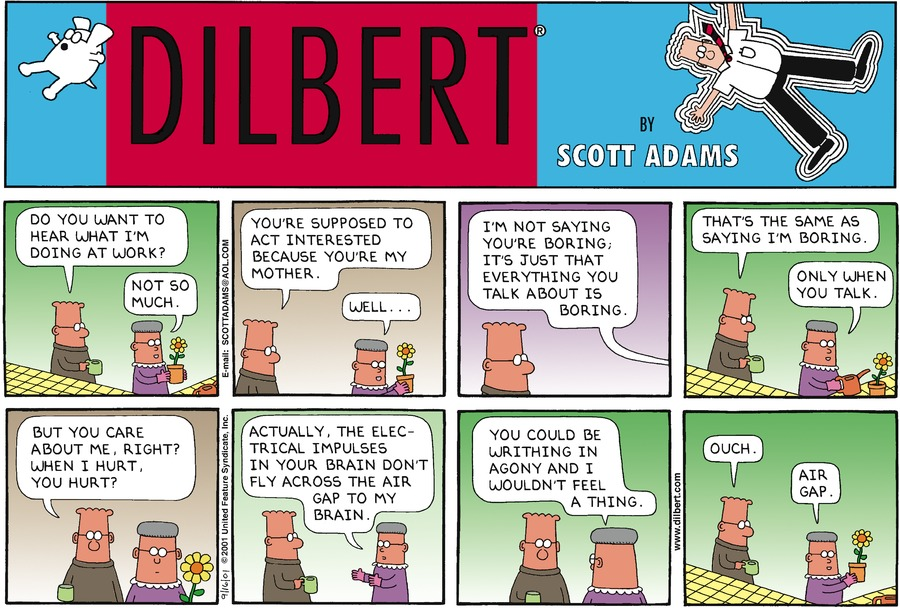 DILBERT®
BY
SCOTT ADAMS
DO YOU WANT TO
HEAR WHAT I'M
DOING AT WORK?
NOT SO
MUCH.
E-mail: SCOTTADAMS@AOL.COM
YOU'RE SUPPOSED TO
ACT INTERESTED
BECAUSE YOU'RE MY
MOTHER.
WELL...
I'M NOT SAYING
YOU'RE BORING;
IT'S JUST THAT
EVERYTHING YOU
TALK ABOUT IS
BORING.
THAT'S THE SAME AS
SAYING I'M BORING.
ONLY WHEN
YOU TALK.
BUT YOU CARE
ABOUT ME, RIGHT?
WHEN I HURT,
YOU HURT?
9/16/01 © 2001 United Feature Syndicate, Inc.
ACTUALLY, THE ELEC-
TRICAL IMPULSES
IN YOUR BRAIN DON'T
FLY ACROSS THE AIR
GAP TO MY
BRAIN.
YOU COULD BE
WRITHING IN
AGONY AND I
WOULDN'T FEEL
A THING.
www.dilbert.com
OUCH.
AIR
GAP.